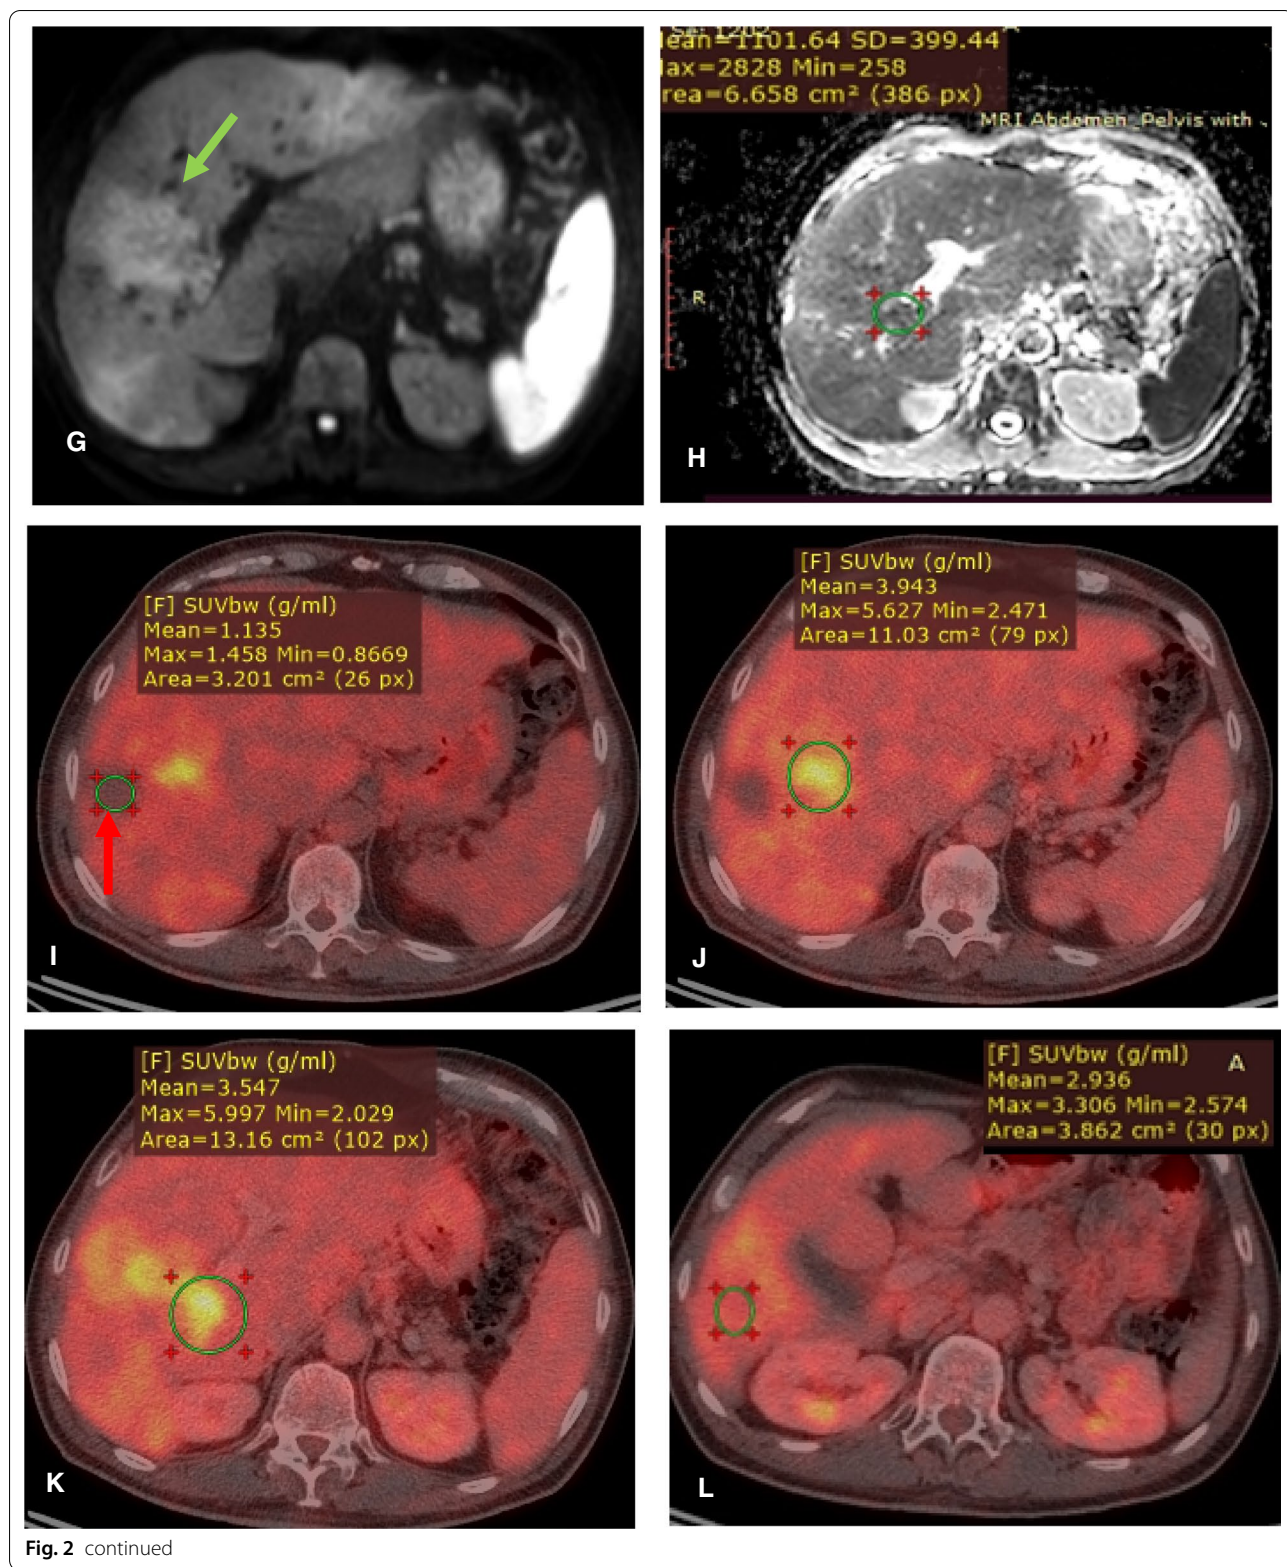 Mean=1101.64 SD=399.44
Max=2828 Min=258
Area=6.658 cm² (386 px)
MRI Abdomen_Pelvis with
R
G
H
[F] SUVbw (g/ml)
Mean=1.135
Max=1.458 Min=0.8669
Area=3.201 cm² (26 px)
I
[F] SUVbw (g/ml)
Mean=3.943
Max=5.627 Min=2.471
Area=11.03 cm² (79 px)
J
[F] SUVbw (g/ml)
Mean=3.547
Max=5.997 Min=2.029
Area=13.16 cm² (102 px)
K
[F] SUVbw (g/ml)
Mean=2.936
Max=3.306 Min=2.574
Area=3.862 cm² (30 px)
A
L
Fig. 2 continued